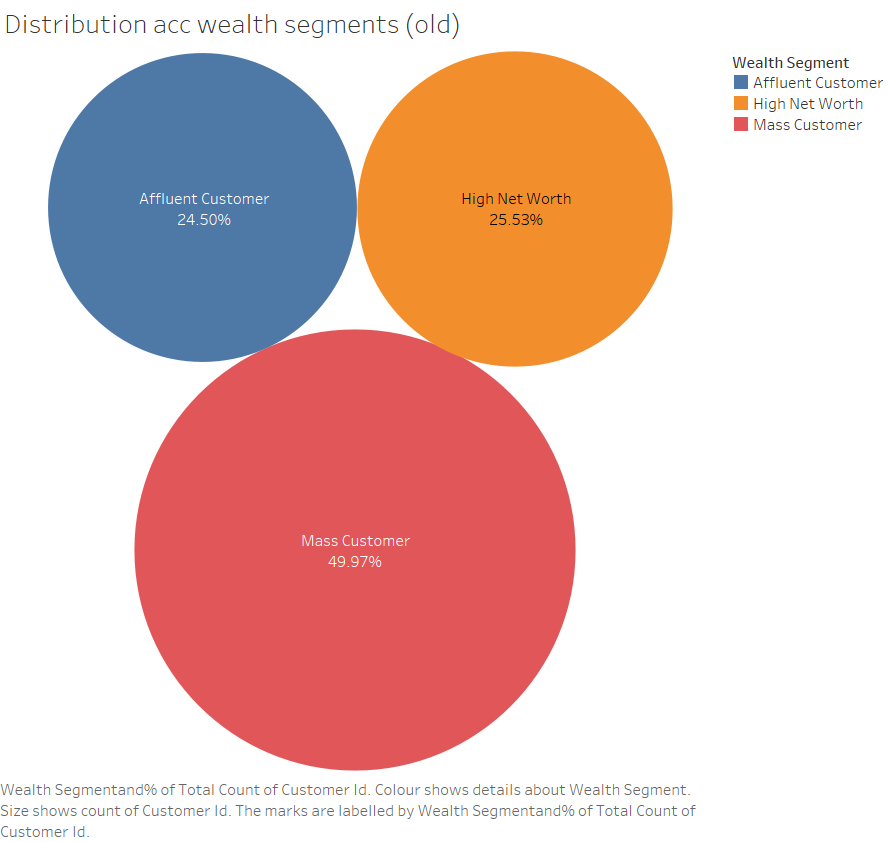 Distribution acc wealth segments (old)
Wealth Segment
Affluent Customer
High Net Worth
Mass Customer
Affluent Customer
24.50%
High Net Worth
25.53%
Mass Customer
49.97%
Wealth Segmentand% of Total Count of Customer Id. Colour shows details about Wealth Segment.
Size shows count of Customer Id. The marks are labelled by Wealth Segmentand% of Total Count of
Customer Id.